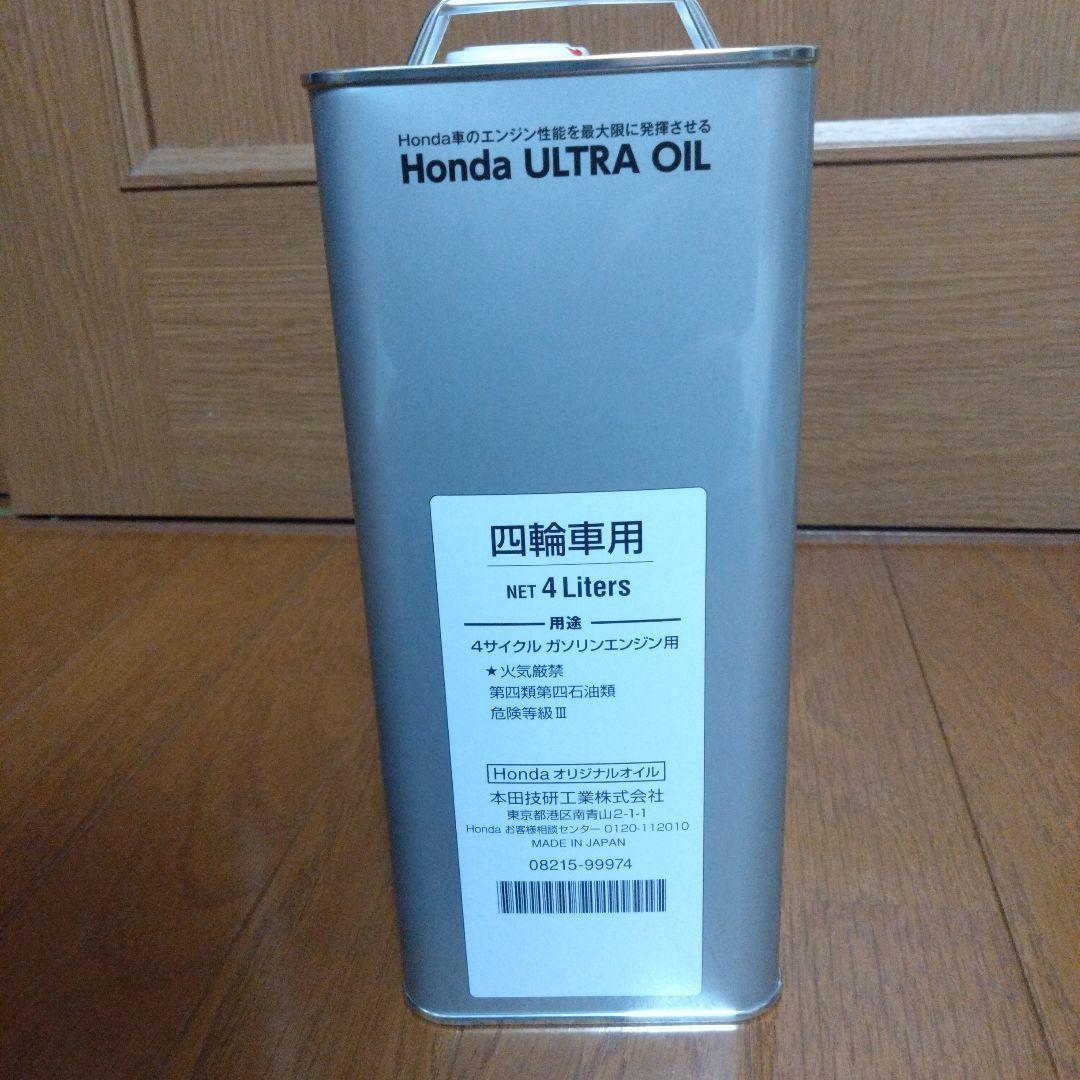 Honda車のエンジン性能を最大限に発揮させる
Honda ULTRA OIL
四輪車用
NET 4 Liters
用途
4サイクル ガソリンエンジン用
★火気厳禁
第四類第四石油類
危険等級Ⅲ
Honda オリジナルオイル
本田技研工業株式会社
東京都港区南青山2-1-1
Honda お客様相談センター 0120-112010
MADE IN JAPAN
08215-99974